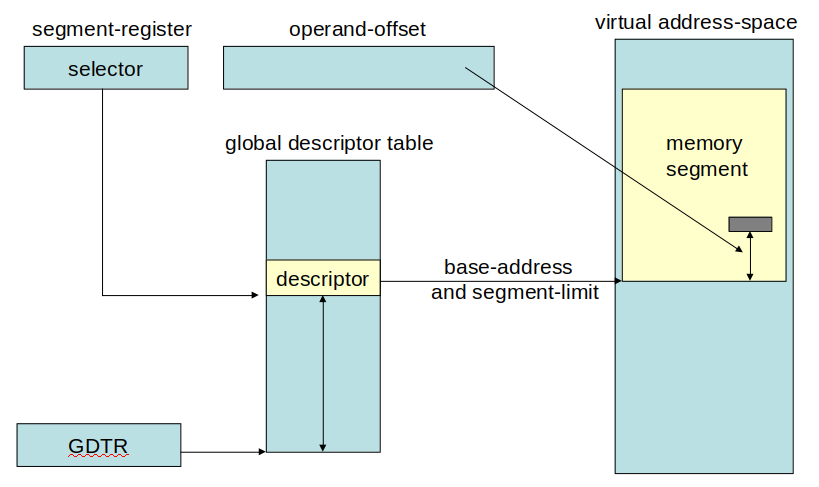 segment-register
operand-offset
virtual address-space
selector
global descriptor table
memory
segment
descriptor
base-address
and segment-limit
GDTR